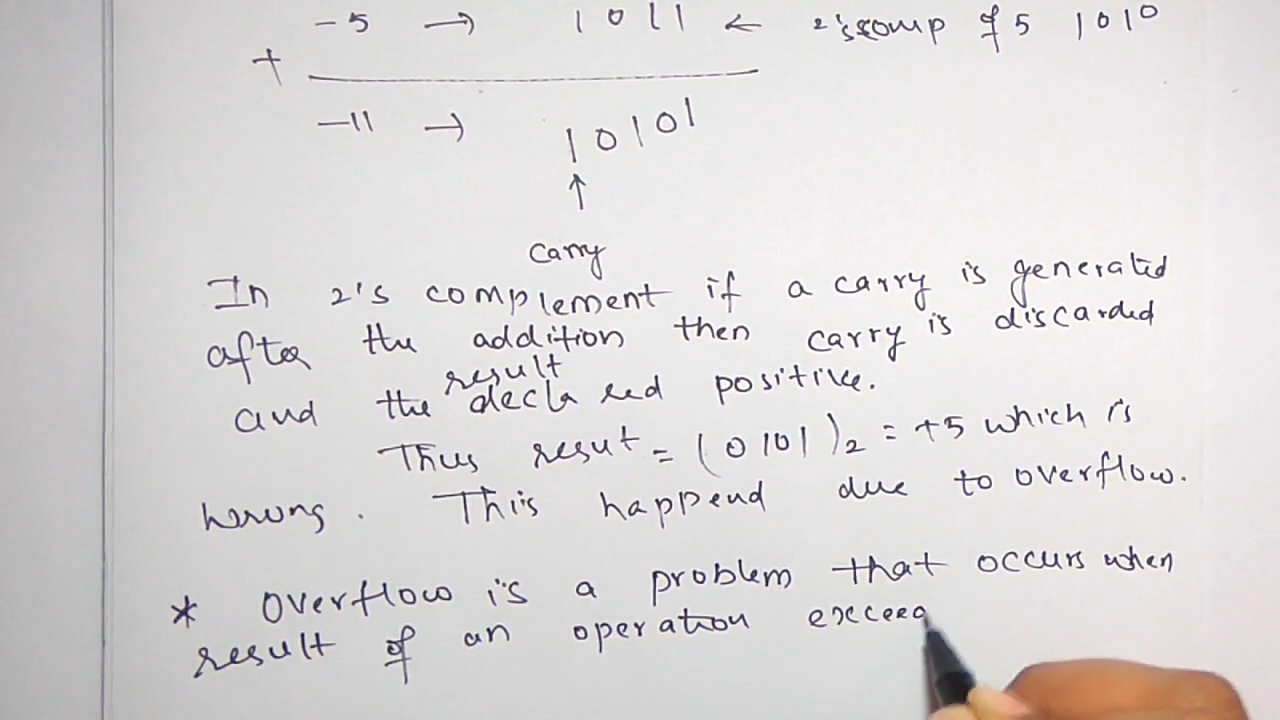 -5 → 1011 ← 2'scomp of 5 1010
+
-11 → 10101
↑
carry
In 2's complement if a carry is generated
after the addition then carry is discarded
result
and the declared positive.
Thus resut = (0101)2 = +5 which is
wrong. This happend due to overflow.
* Overflow is a problem that occurs when
result of an operation exceed